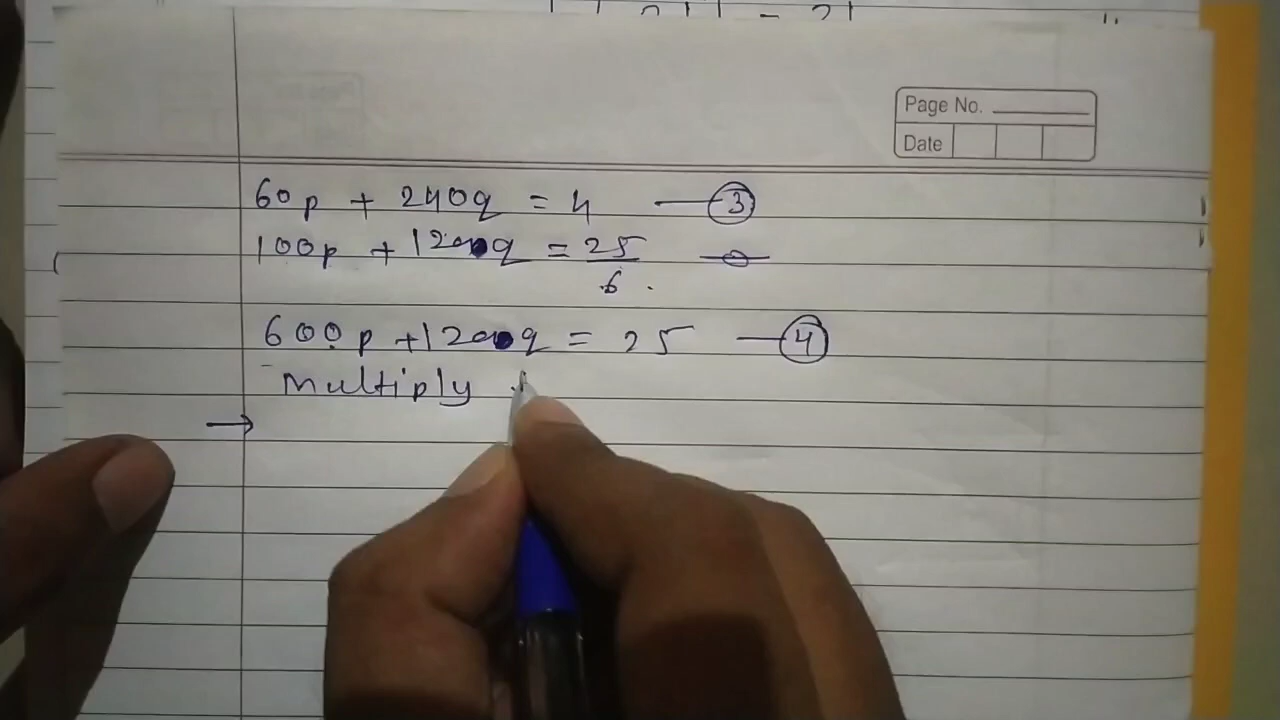 Page No.
Date
60p + 240q = 4 — ③
100p + 1200q = 25/6
600p + 1200q = 25 — ④
Multiply
→